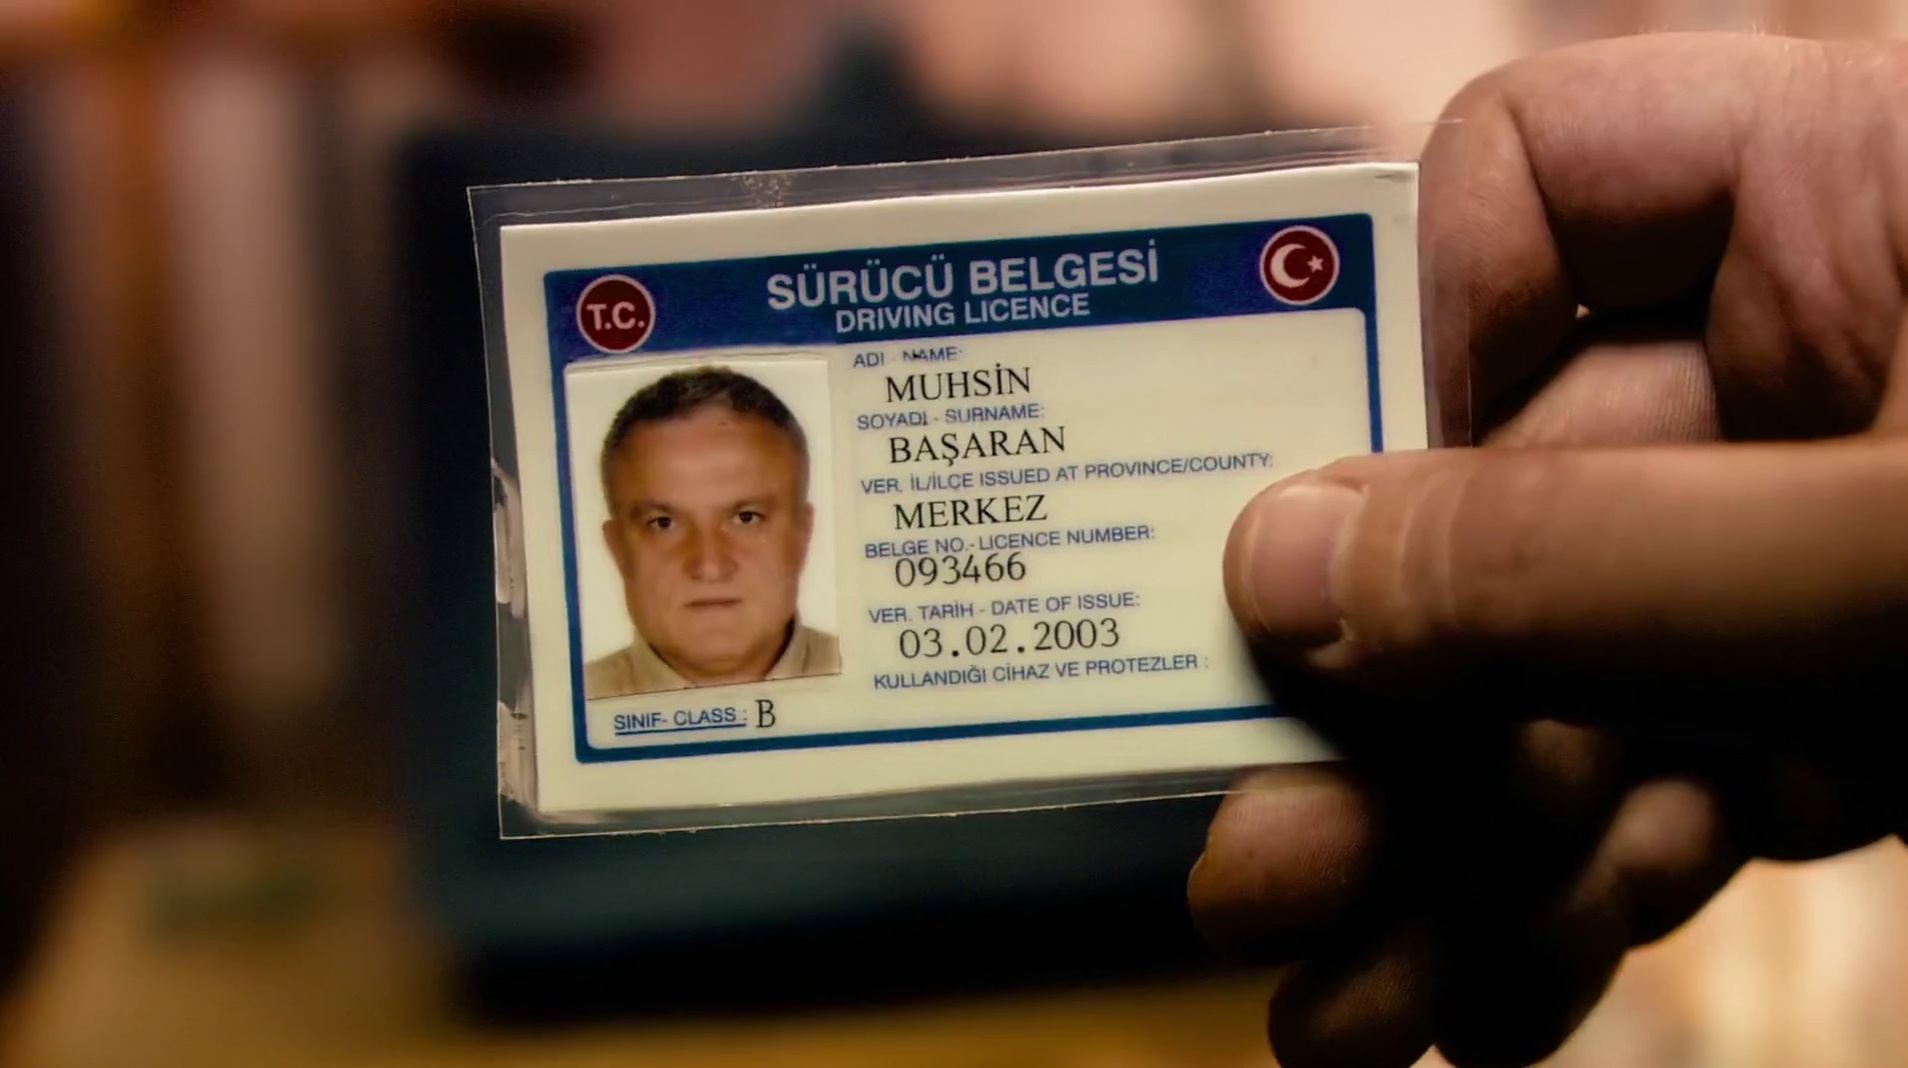 T.C.
SÜRÜCÜ BELGESİ
DRIVING LICENCE
ADI - NAME:
MUHSİN
SOYADI - SURNAME:
BAŞARAN
VER. İL/İLÇE ISSUED AT PROVINCE/COUNTY:
MERKEZ
BELGE NO.- LICENCE NUMBER:
093466
VER. TARİH - DATE OF ISSUE:
03.02.2003
KULLANDIĞI CİHAZ VE PROTEZLER :
SINIF- CLASS : B